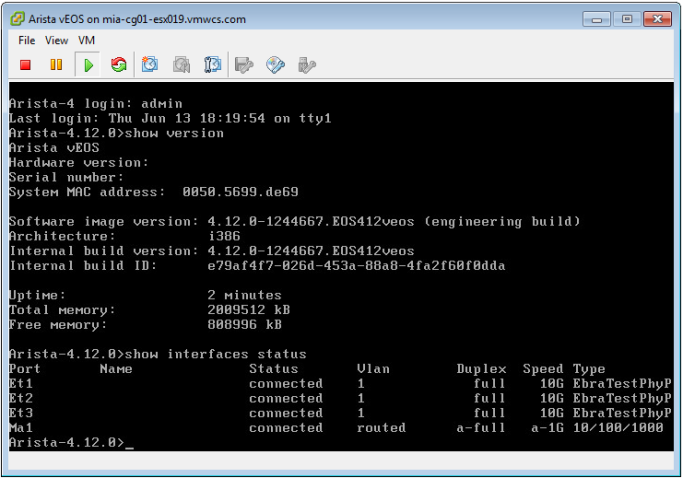 Arista vEOS on mia-cg01-esx019.vmwcs.com
File View VM
Arista-4 login: admin
Last login: Thu Jun 13 18:19:54 on tty1
Arista-4.12.0>show version
Arista vEOS
Hardware version:
Serial number:
System MAC address:  0050.5699.de69
Software image version: 4.12.0-1244667.EOS412veos (engineering build)
Architecture:           i386
Internal build version: 4.12.0-1244667.EOS412veos
Internal build ID:      e79af4f7-026d-453a-88a8-4fa2f60f0dda
Uptime:                 2 minutes
Total memory:           2009512 kB
Free memory:            808996 kB
Arista-4.12.0>show interfaces status
Port      Name              Status       Vlan        Duplex  Speed Type
Et1                         connected    1             full    10G EbraTestPhyP
Et2                         connected    1             full    10G EbraTestPhyP
Et3                         connected    1             full    10G EbraTestPhyP
Ma1                         connected    routed      a-full   a-1G 10/100/1000
Arista-4.12.0>_